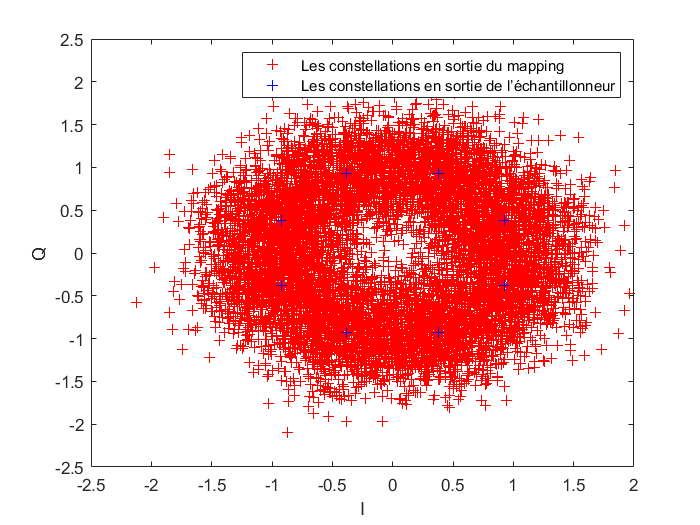 2.5
Les constellations en sortie du mapping
Les constellations en sortie de l'échantillonneur
2
1.5
1
0.5
Q
0
-0.5
-1
-1.5
-2
-2.5
-2.5 -2 -1.5 -1 -0.5 0 0.5 1 1.5 2
I